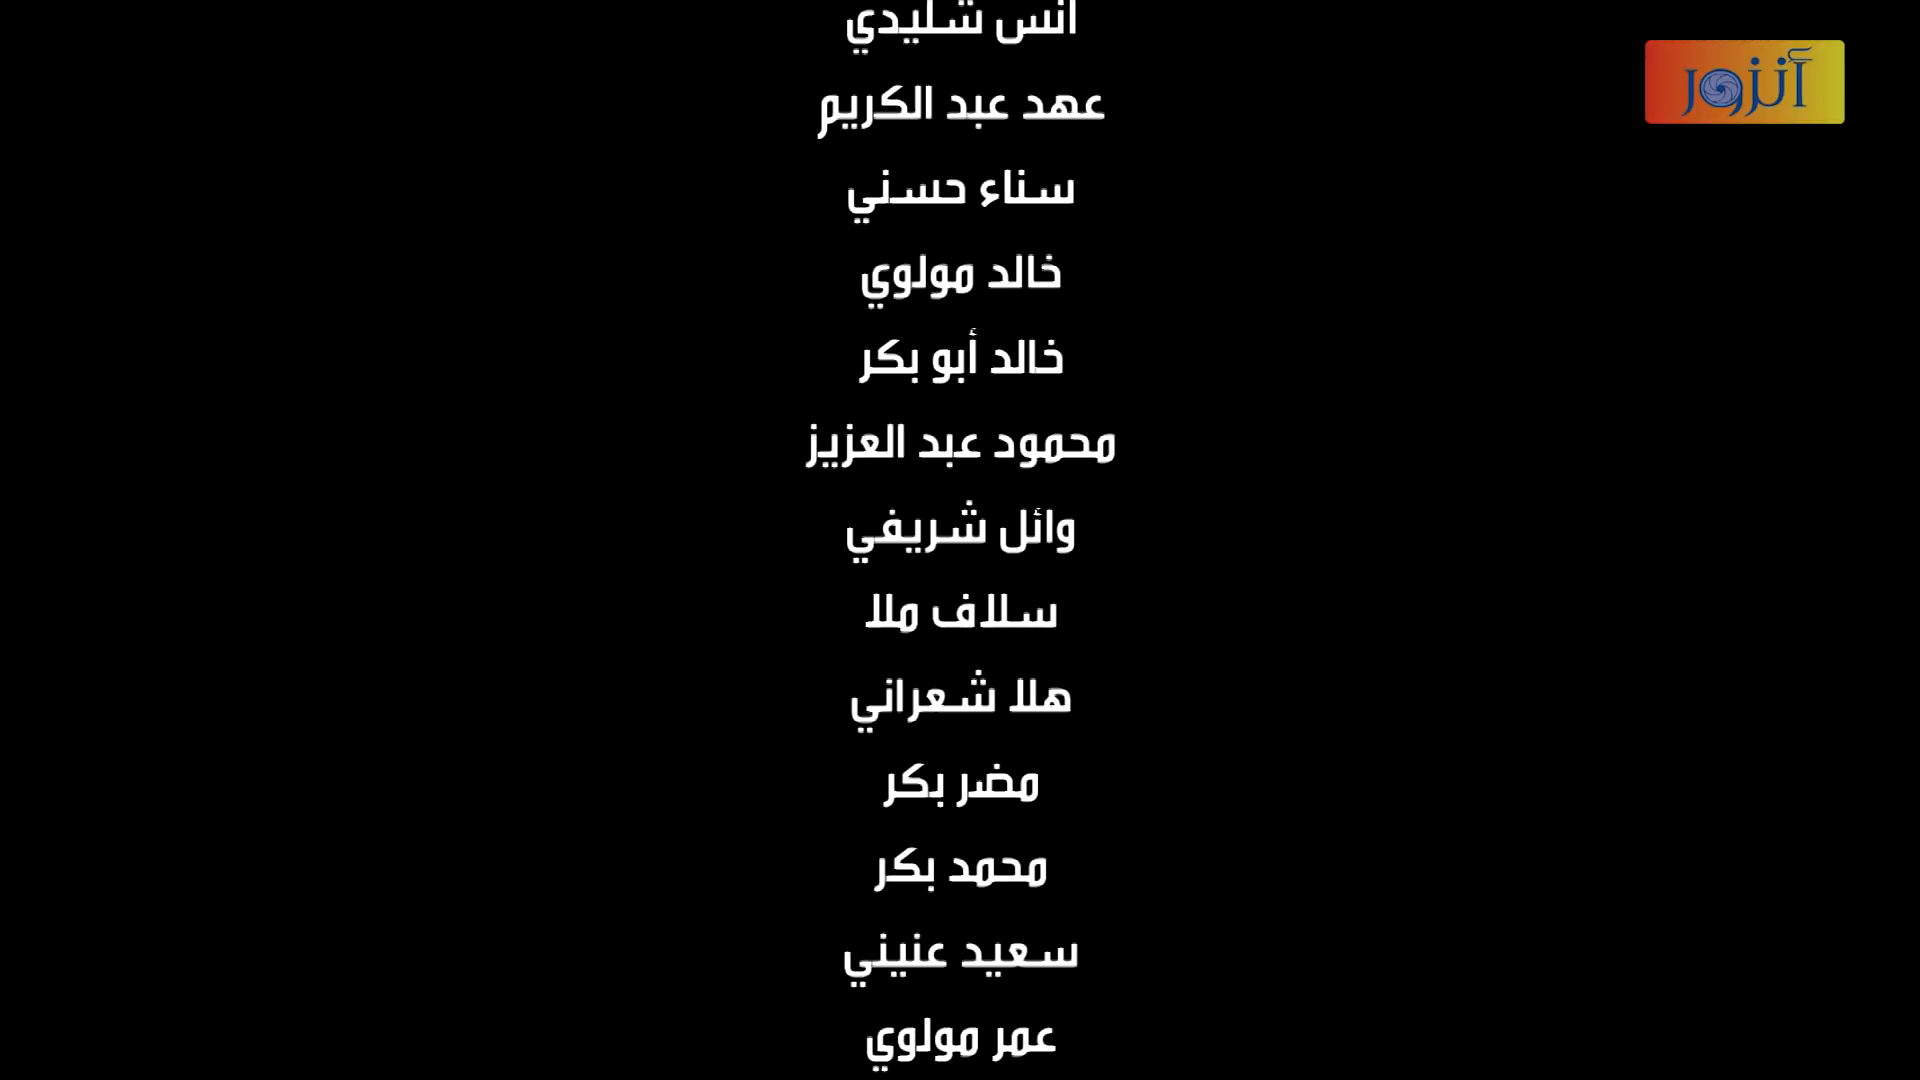 أنس شليدي
آنزور
عهد عبد الكريم
سناء حسني
خالد مولوي
خالد أبو بكر
محمود عبد العزيز
وائل شريفي
سلاف ملا
هلا شعراني
مضر بكر
محمد بكر
سعيد عنيني
عمر مولوي